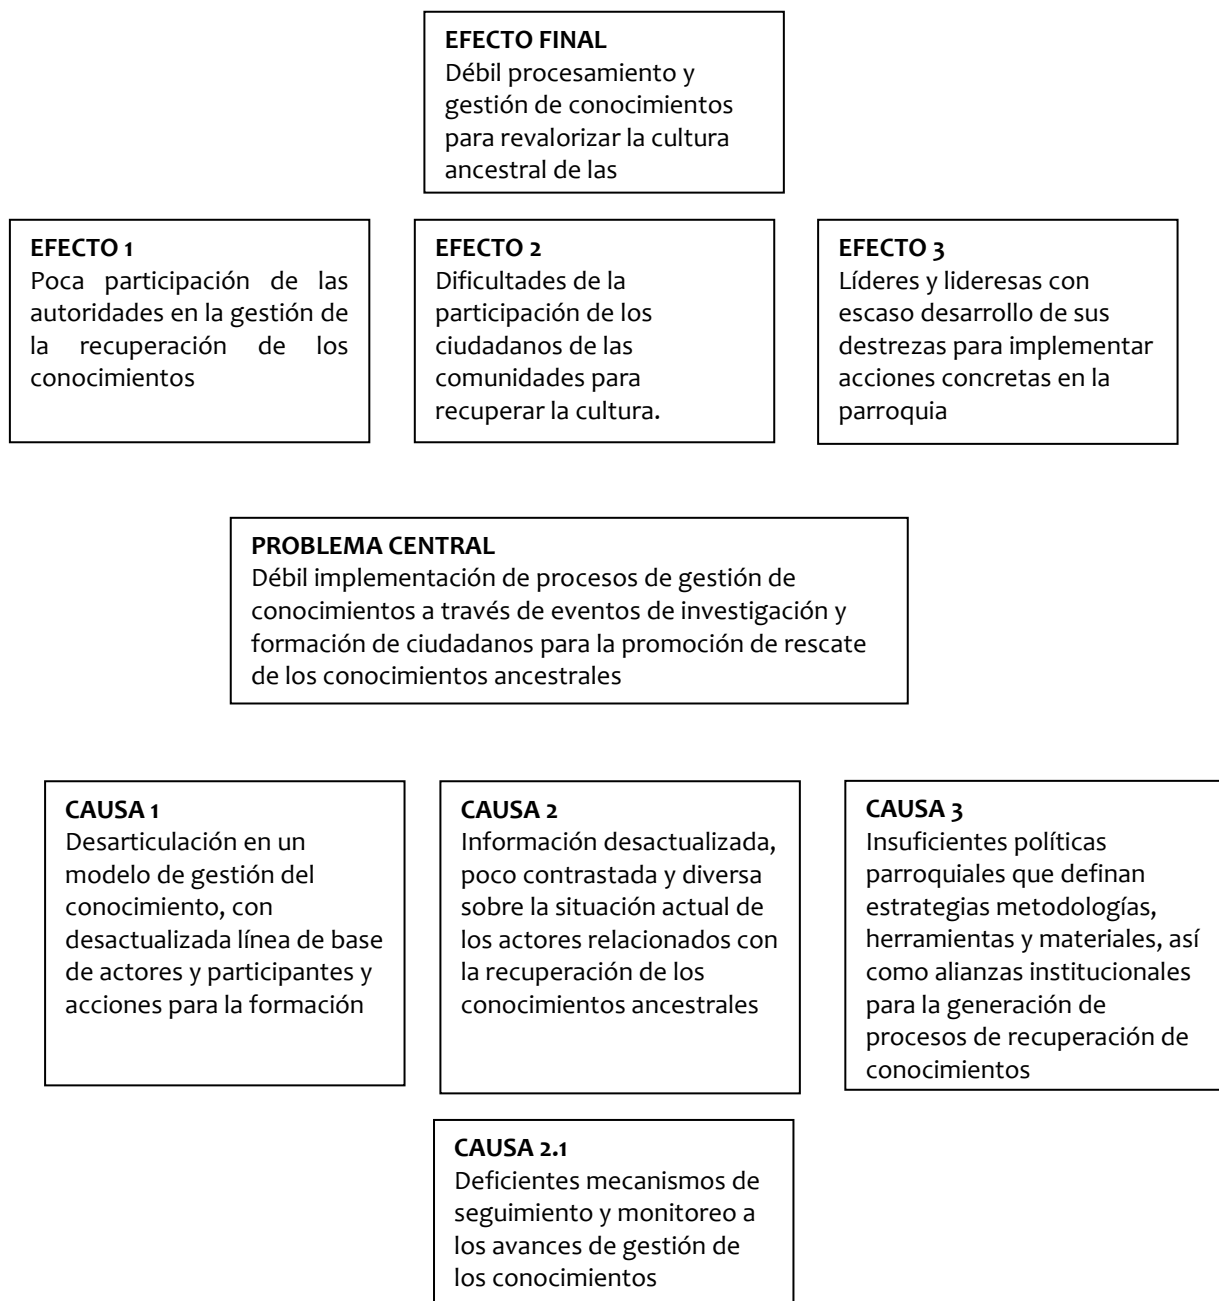 EFECTO FINAL
Débil procesamiento y
gestión de conocimientos
para revalorizar la cultura
ancestral de las
EFECTO 1
Poca participación de las
autoridades en la gestión de
la recuperación de los
conocimientos
EFECTO 2
Dificultades de la
participación de los
ciudadanos de las
comunidades para
recuperar la cultura.
EFECTO 3
Líderes y lideresas con
escaso desarrollo de sus
destrezas para implementar
acciones concretas en la
parroquia
PROBLEMA CENTRAL
Débil implementación de procesos de gestión de
conocimientos a través de eventos de investigación y
formación de ciudadanos para la promoción de rescate
de los conocimientos ancestrales
CAUSA 1
Desarticulación en un
modelo de gestión del
conocimiento, con
desactualizada línea de base
de actores y participantes y
acciones para la formación
CAUSA 2
Información desactualizada,
poco contrastada y diversa
sobre la situación actual de
los actores relacionados con
la recuperación de los
conocimientos ancestrales
CAUSA 3
Insuficientes políticas
parroquiales que definan
estrategias metodologías,
herramientas y materiales, así
como alianzas institucionales
para la generación de
procesos de recuperación de
conocimientos
CAUSA 2.1
Deficientes mecanismos de
seguimiento y monitoreo a
los avances de gestión de
los conocimientos